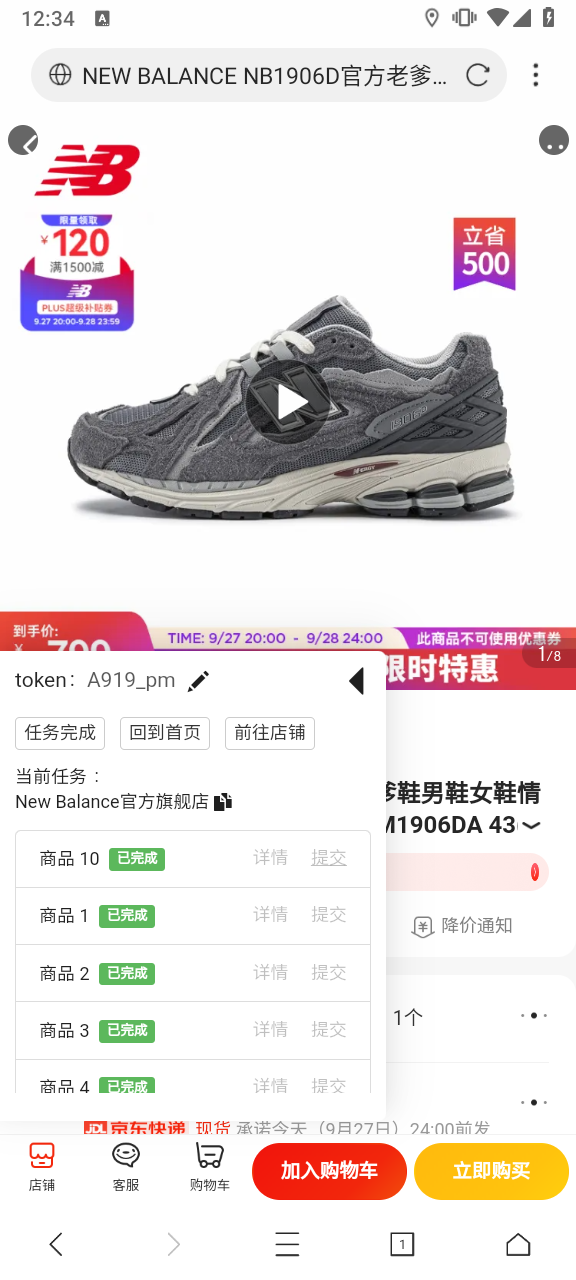 12:34
A
NEW BALANCE NB1906D官方老爹...
NB
限量领取
¥120
满1500减
NB
PLUS超级补贴券
9.27 20:00-9.28 23:59
立省
500
N
到手价:
TIME: 9/27 20:00 - 9/28 24:00
此商品不可使用优惠券
限时特惠
1/8
token: A919_pm
任务完成
回到首页
前往店铺
当前任务：
New Balance官方旗舰店
爹鞋男鞋女鞋情
M1906DA 43
商品 10 已完成 详情 提交
商品 1 已完成 详情 提交
降价通知
商品 2 已完成 详情 提交
1个
商品 3 已完成 详情 提交
商品 4 已完成 详情 提交
京东快递 现货 承诺今天（9月27日）24:00前发
店铺
客服
购物车
加入购物车
立即购买
1